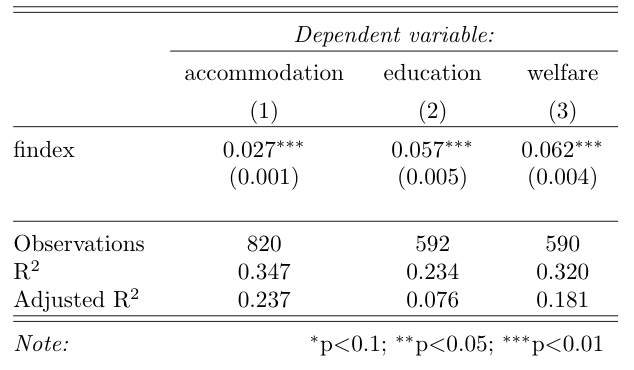 Dependent variable:
accommodation education welfare
(1) (2) (3)
findex 0.027*** 0.057*** 0.062***
(0.001) (0.005) (0.004)
Observations 820 592 590
R² 0.347 0.234 0.320
Adjusted R² 0.237 0.076 0.181
Note: *p<0.1; **p<0.05; ***p<0.01